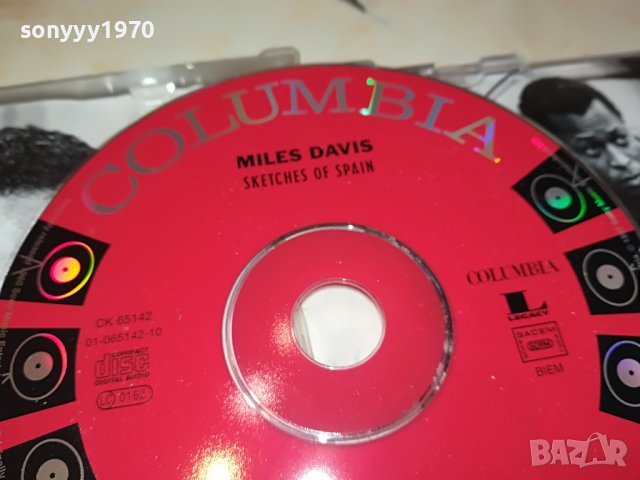 sonyyy1970
COLUMBIA
MILES DAVIS
SKETCHES OF SPAIN
COLUMBIA
L
LEGACY
SACEM
BIEM
CK 65142
01-065142-10
COMPACT
disc
DIGITAL AUDIO
LC 0162
BAZAR